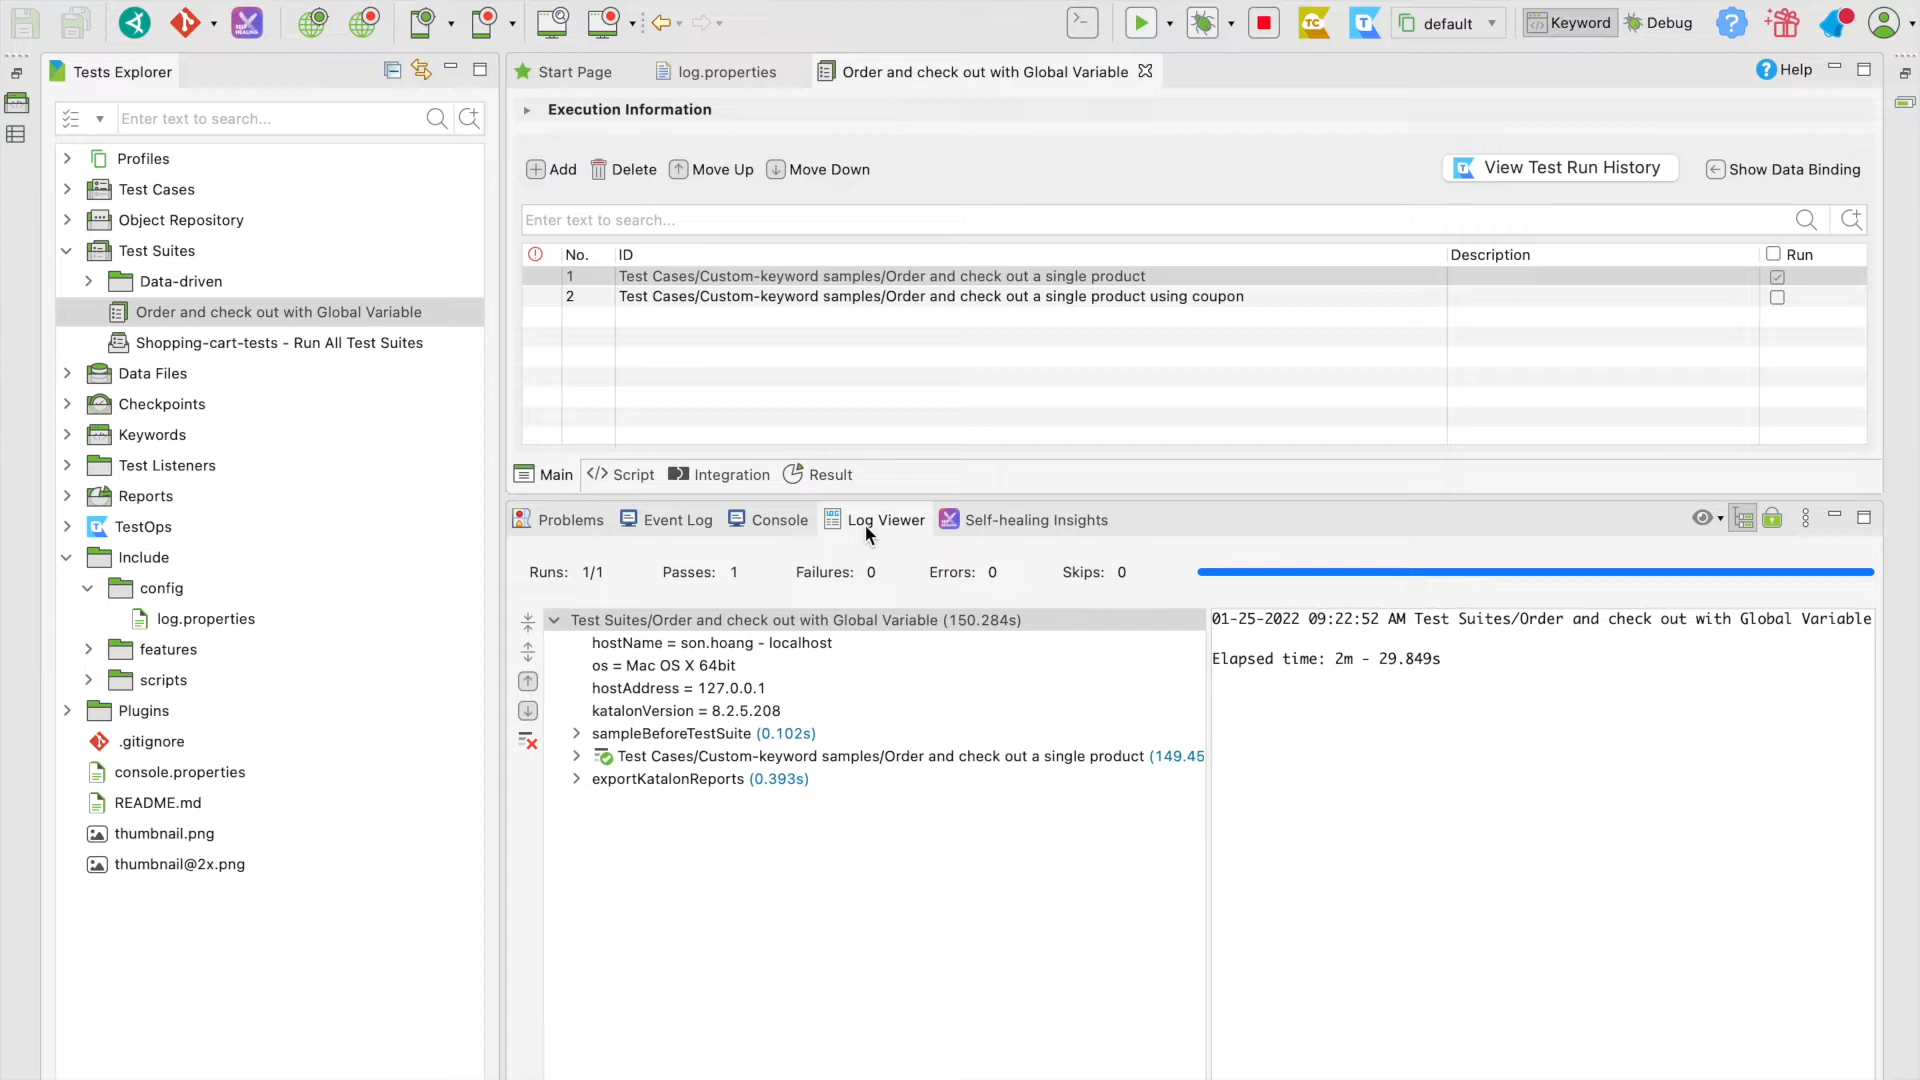 default
Keyword
Debug
Tests Explorer
Enter text to search...
Profiles
Test Cases
Object Repository
Test Suites
Data-driven
Order and check out with Global Variable
Shopping-cart-tests - Run All Test Suites
Data Files
Checkpoints
Keywords
Test Listeners
Reports
TestOps
Include
config
log.properties
features
scripts
Plugins
.gitignore
console.properties
README.md
thumbnail.png
thumbnail@2x.png
Start Page
log.properties
Order and check out with Global Variable
Help
Execution Information
Add
Delete
Move Up
Move Down
View Test Run History
Show Data Binding
Enter text to search...
No.
ID
Description
Run
1
Test Cases/Custom-keyword samples/Order and check out a single product
2
Test Cases/Custom-keyword samples/Order and check out a single product using coupon
Main
Script
Integration
Result
Problems
Event Log
Console
Log Viewer
Self-healing Insights
Runs: 1/1
Passes: 1
Failures: 0
Errors: 0
Skips: 0
Test Suites/Order and check out with Global Variable (150.284s)
hostName = son.hoang - localhost
os = Mac OS X 64bit
hostAddress = 127.0.0.1
katalonVersion = 8.2.5.208
sampleBeforeTestSuite (0.102s)
Test Cases/Custom-keyword samples/Order and check out a single product (149.45
exportKatalonReports (0.393s)
01-25-2022 09:22:52 AM Test Suites/Order and check out with Global Variable
Elapsed time: 2m - 29.849s